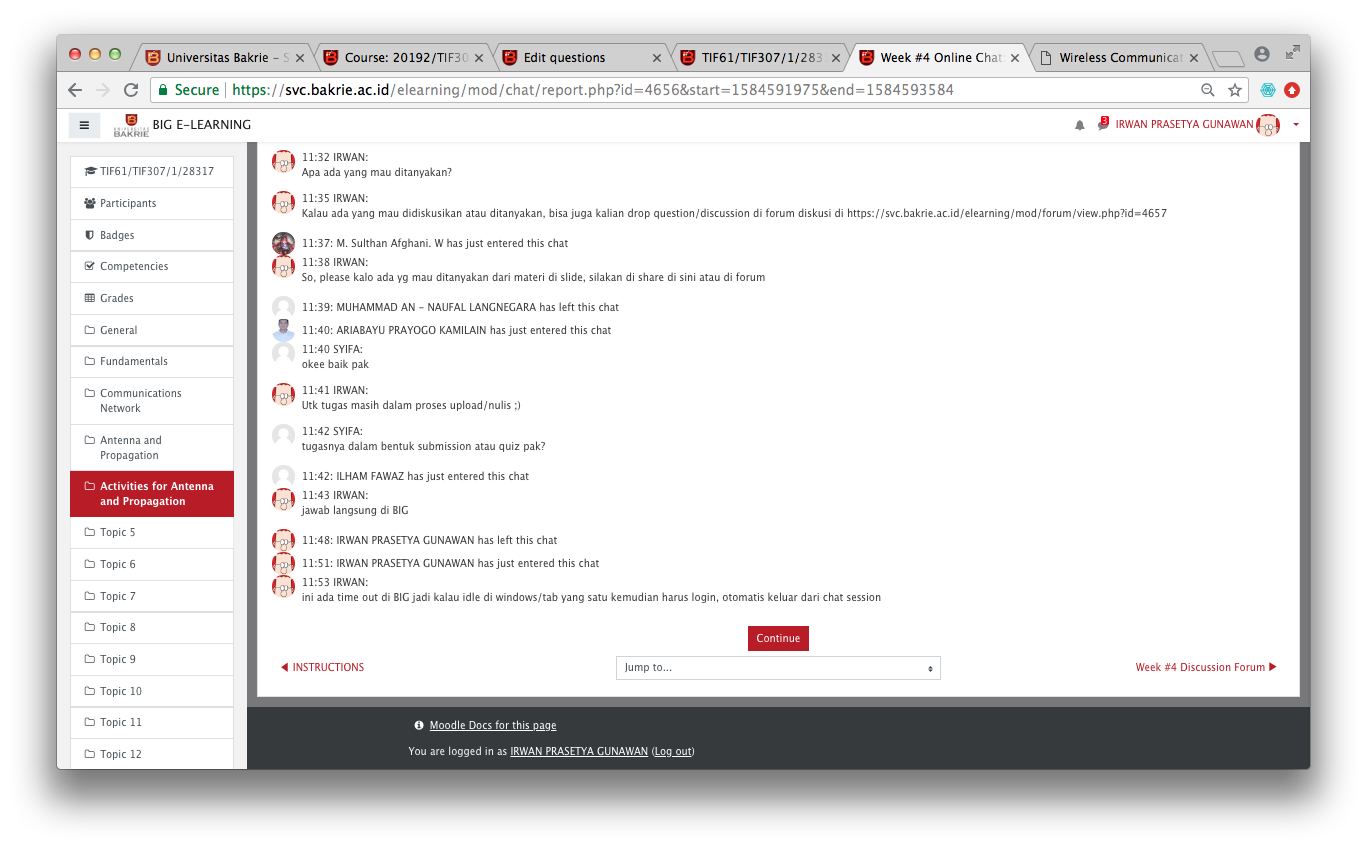 Universitas Bakrie – S
Course: 20192/TIF30
Edit questions
TIF61/TIF307/1/283
Week #4 Online Chat:
Wireless Communicat
Secure
https://svc.bakrie.ac.id/elearning/mod/chat/report.php?id=4656&start=1584591975&end=1584593584
UNIVERSITAS
BAKRIE
BIG E-LEARNING
3
IRWAN PRASETYA GUNAWAN
TIF61/TIF307/1/28317
Participants
Badges
Competencies
Grades
General
Fundamentals
Communications
Network
Antenna and
Propagation
Activities for Antenna
and Propagation
Topic 5
Topic 6
Topic 7
Topic 8
Topic 9
Topic 10
Topic 11
Topic 12
11:32 IRWAN:
Apa ada yang mau ditanyakan?
11:35 IRWAN:
Kalau ada yang mau didiskusikan atau ditanyakan, bisa juga kalian drop question/discussion di forum diskusi di https://svc.bakrie.ac.id/elearning/mod/forum/view.php?id=4657
11:37: M. Sulthan Afghani. W has just entered this chat
11:38 IRWAN:
So, please kalo ada yg mau ditanyakan dari materi di slide, silakan di share di sini atau di forum
11:39: MUHAMMAD AN – NAUFAL LANGNEGARA has left this chat
11:40: ARIABAYU PRAYOGO KAMILAIN has just entered this chat
11:40 SYIFA:
okee baik pak
11:41 IRWAN:
Utk tugas masih dalam proses upload/nulis ;)
11:42 SYIFA:
tugasnya dalam bentuk submission atau quiz pak?
11:42: ILHAM FAWAZ has just entered this chat
11:43 IRWAN:
jawab langsung di BIG
11:48: IRWAN PRASETYA GUNAWAN has left this chat
11:51: IRWAN PRASETYA GUNAWAN has just entered this chat
11:53 IRWAN:
ini ada time out di BIG jadi kalau idle di windows/tab yang satu kemudian harus login, otomatis keluar dari chat session
Continue
INSTRUCTIONS
Jump to...
Week #4 Discussion Forum
Moodle Docs for this page
You are logged in as IRWAN PRASETYA GUNAWAN (Log out)